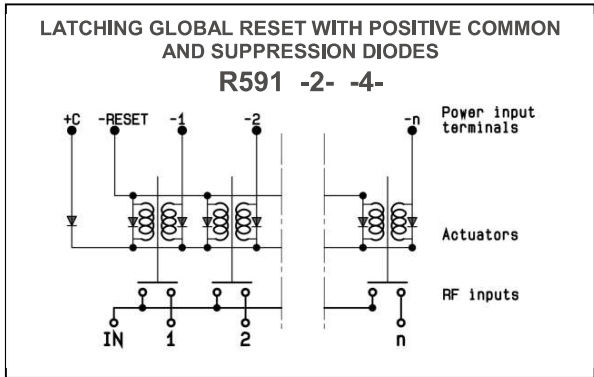 LATCHING GLOBAL RESET WITH POSITIVE COMMON
AND SUPPRESSION DIODES
R591 -2- -4-
+C -RESET -1 -2 -n Power input
terminals
Actuators
RF inputs
IN 1 2 n